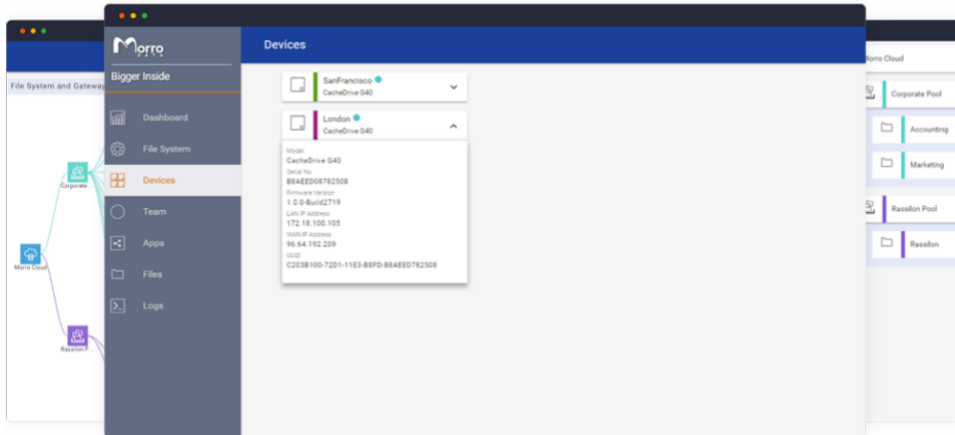 Morro
DATA
Bigger Inside
Dashboard
File System
Devices
Team
Apps
Files
Logs
Devices
SanFrancisco
CacheDrive G40
London
CacheDrive G40
Model
CacheDrive G40
Serial No
B8AEED08782508
Firmware Version
1.0.0-Build2719
LAN IP Address
172.18.100.105
WAN IP Address
96.64.192.209
UUID
C203B100-72D1-11E3-B8FD-B8AEED782508
File System and Gateway
Corporate ...
Morro Cloud
Rassilon P...
Morro Cloud
Corporate Pool
Accounting
Marketing
Rassilon Pool
Rassilon